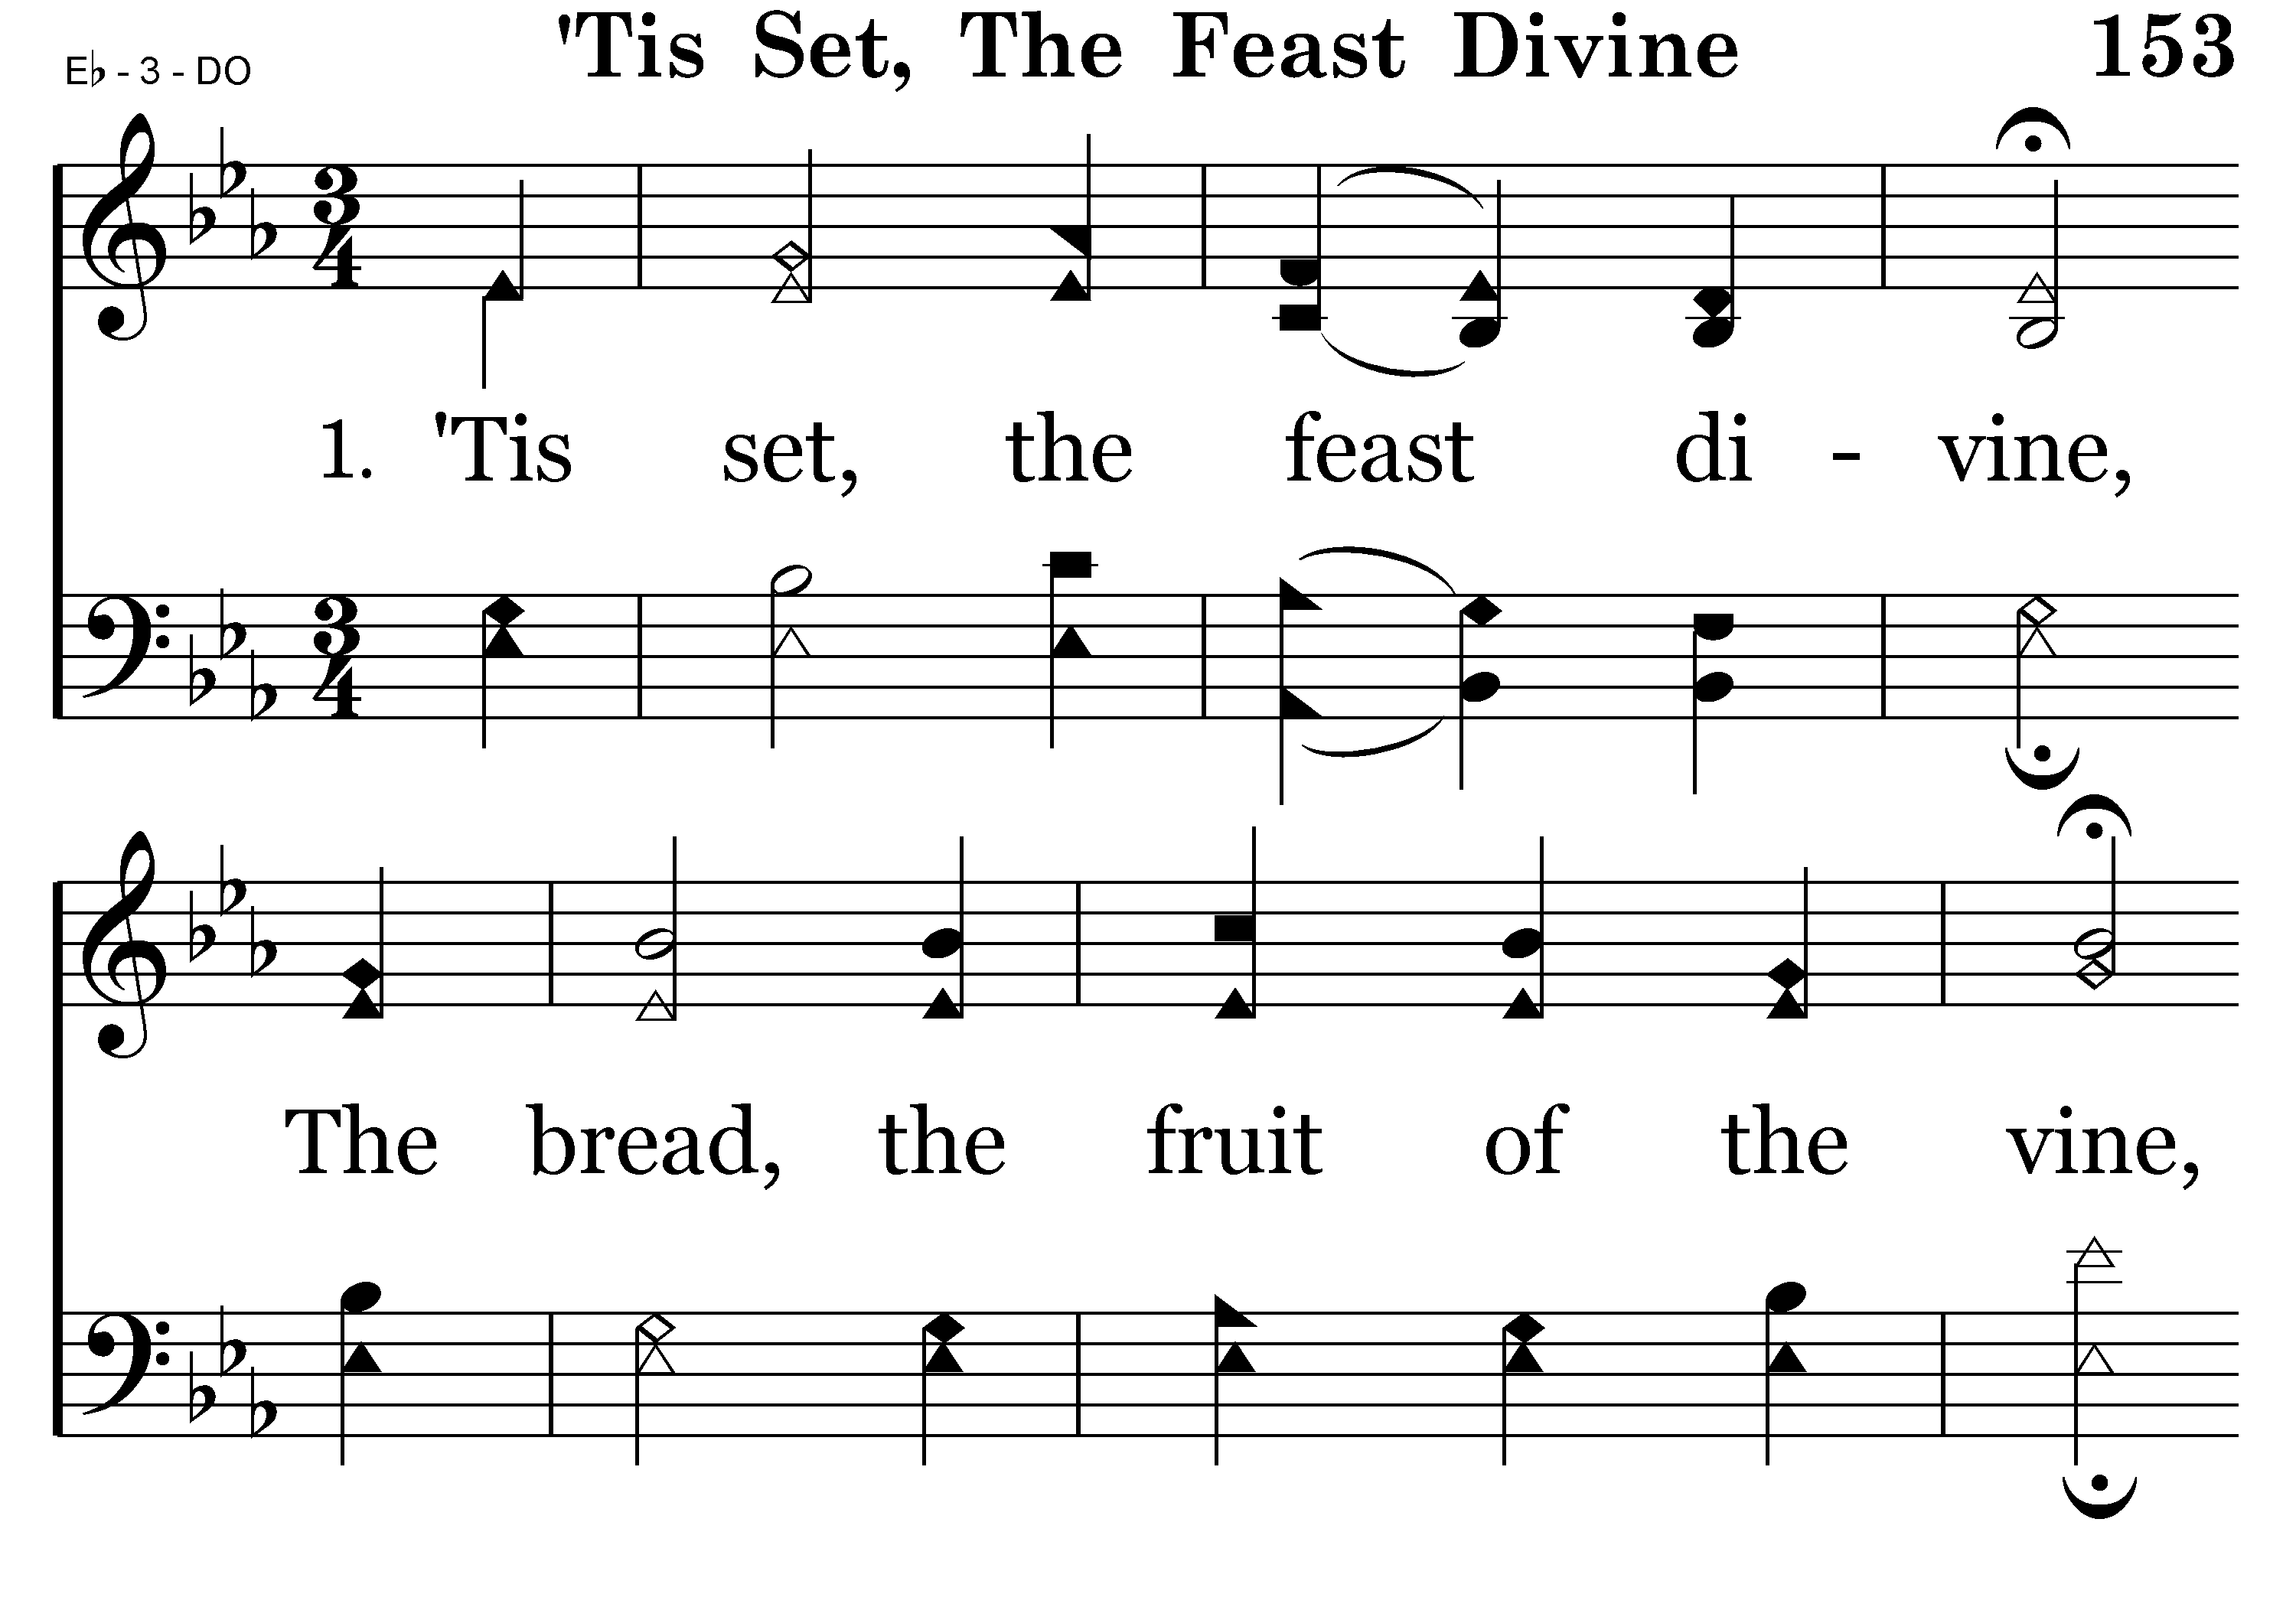 E♭ - 3 - DO
'Tis Set, The Feast Divine
153
1. 'Tis set, the feast di - vine,
The bread, the fruit of the vine,